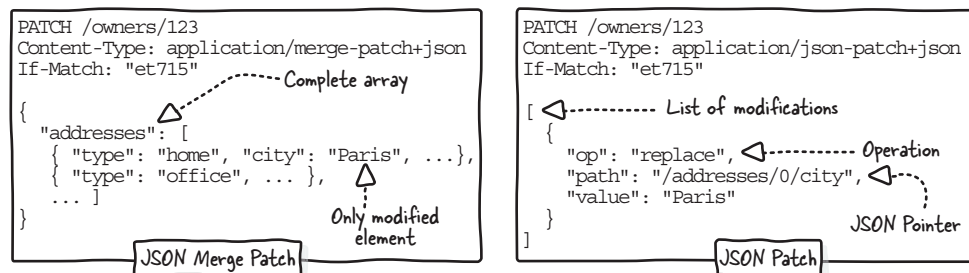 PATCH /owners/123
Content-Type: application/merge-patch+json
If-Match: "et715"
Complete array
{
"addresses": [
{ "type": "home", "city": "Paris", ...},
{ "type": "office", ... },
... ]
}
Only modified
element
JSON Merge Patch
PATCH /owners/123
Content-Type: application/json-patch+json
If-Match: "et715"
[
List of modifications
{
"op": "replace",
Operation
"path": "/addresses/0/city",
"value": "Paris"
}
JSON Pointer
]
JSON Patch